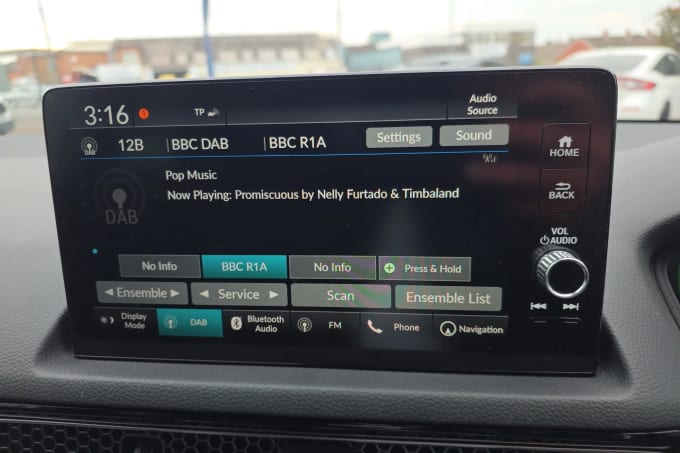 3:16 1 TP Audio Source
DAB 12B BBC DAB BBC R1A Settings Sound
HOME
Pop Music
Now Playing: Promiscuous by Nelly Furtado & Timbaland
BACK
DAB
VOL
AUDIO
No Info BBC R1A No Info Press & Hold
Ensemble Service Scan Ensemble List
Display Mode DAB Bluetooth Audio FM Phone Navigation